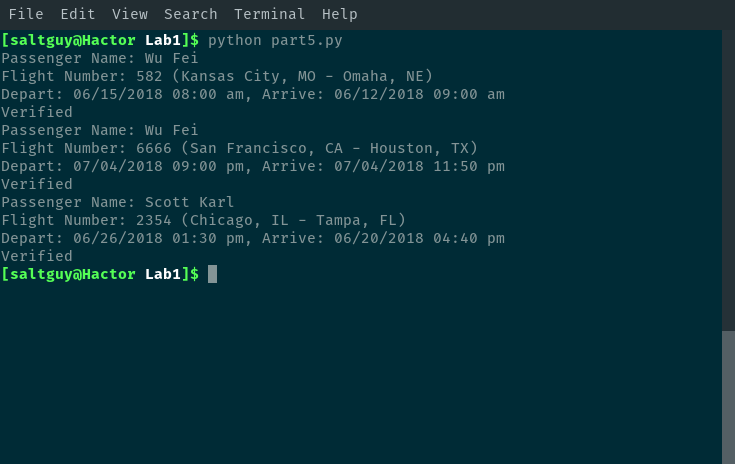 File Edit View Search Terminal Help
[saltguy@Hactor Lab1]$ python part5.py
Passenger Name: Wu Fei
Flight Number: 582 (Kansas City, MO - Omaha, NE)
Depart: 06/15/2018 08:00 am, Arrive: 06/12/2018 09:00 am
Verified
Passenger Name: Wu Fei
Flight Number: 6666 (San Francisco, CA - Houston, TX)
Depart: 07/04/2018 09:00 pm, Arrive: 07/04/2018 11:50 pm
Verified
Passenger Name: Scott Karl
Flight Number: 2354 (Chicago, IL - Tampa, FL)
Depart: 06/26/2018 01:30 pm, Arrive: 06/20/2018 04:40 pm
Verified
[saltguy@Hactor Lab1]$